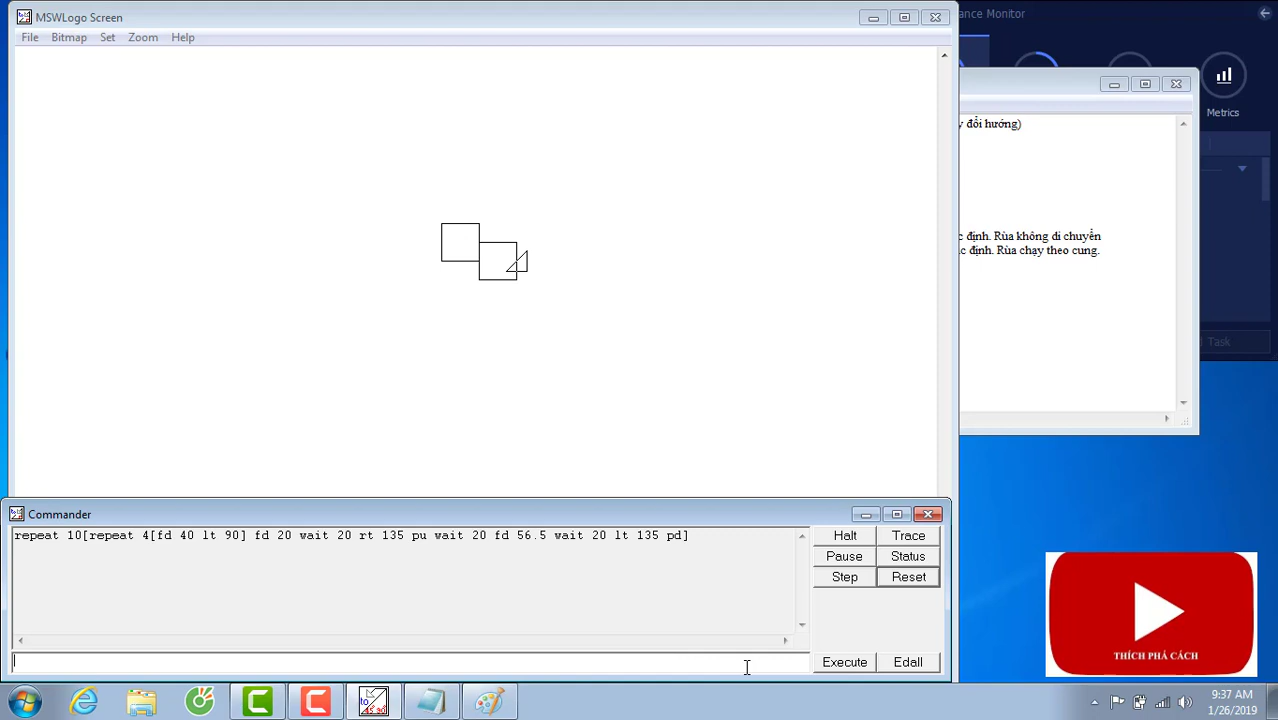 MSWLogo Screen
ance Monitor
File Bitmap Set Zoom Help
Metrics
y đổi hướng)
c định. Rùa không di chuyển
c định. Rùa chạy theo cung.
Task
Commander
repeat 10[repeat 4[fd 40 lt 90] fd 20 wait 20 rt 135 pu wait 20 fd 56.5 wait 20 lt 135 pd]
Halt Trace
Pause Status
Step Reset
Execute Edall
THÍCH PHÁ CÁCH
9:37 AM
1/26/2019